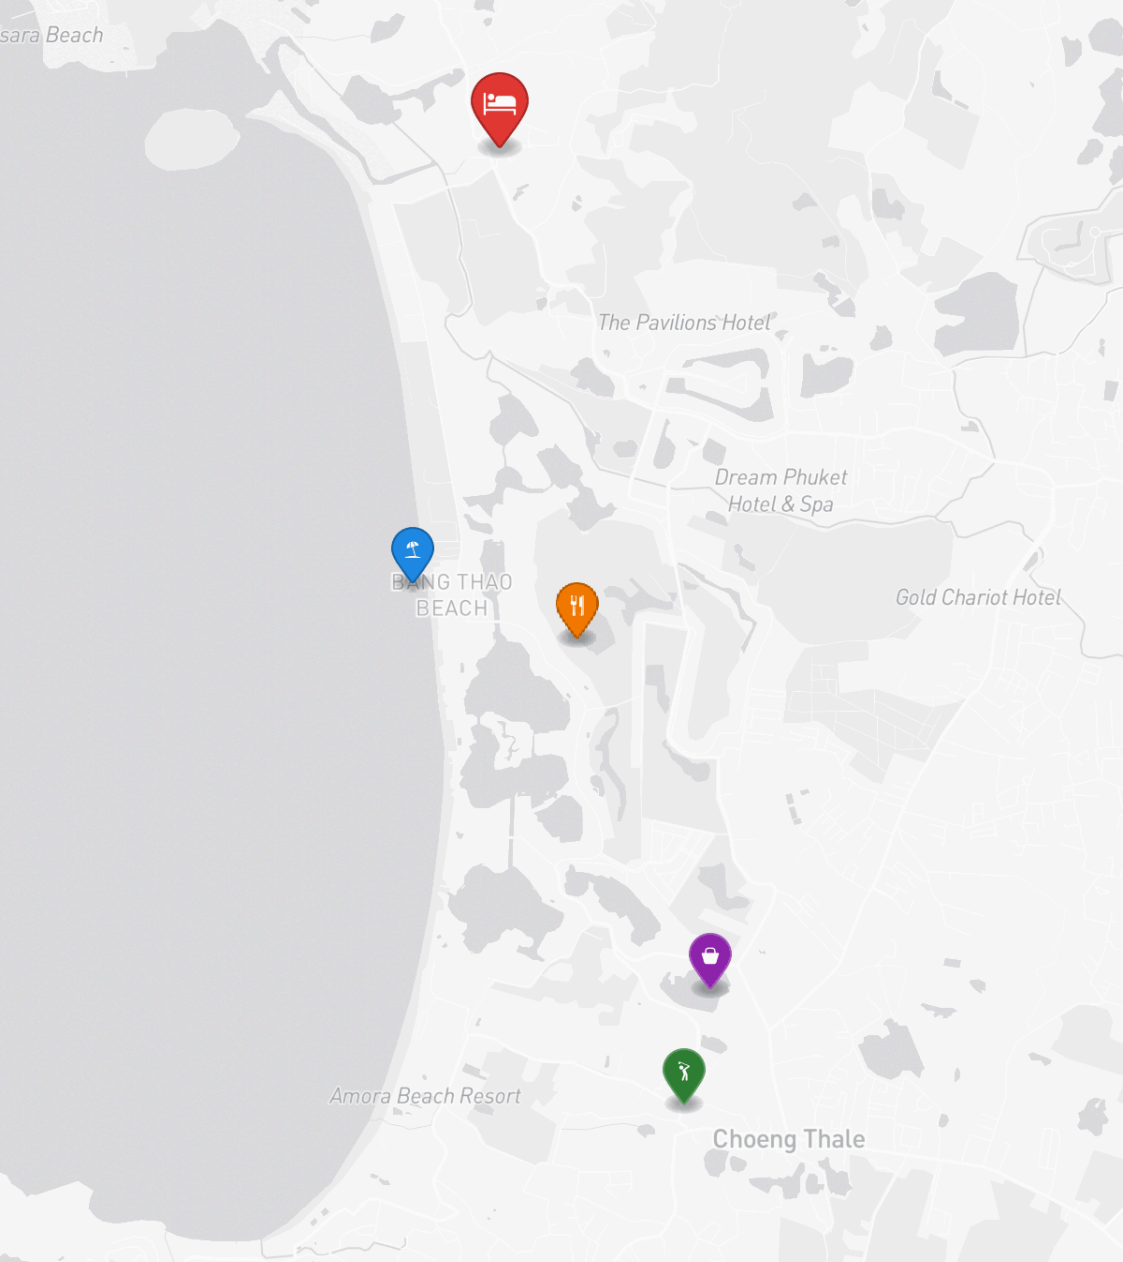 sara Beach
The Pavilions Hotel
Dream Phuket
Hotel & Spa
BANG THAO
BEACH
Gold Chariot Hotel
Amora Beach Resort
Choeng Thale